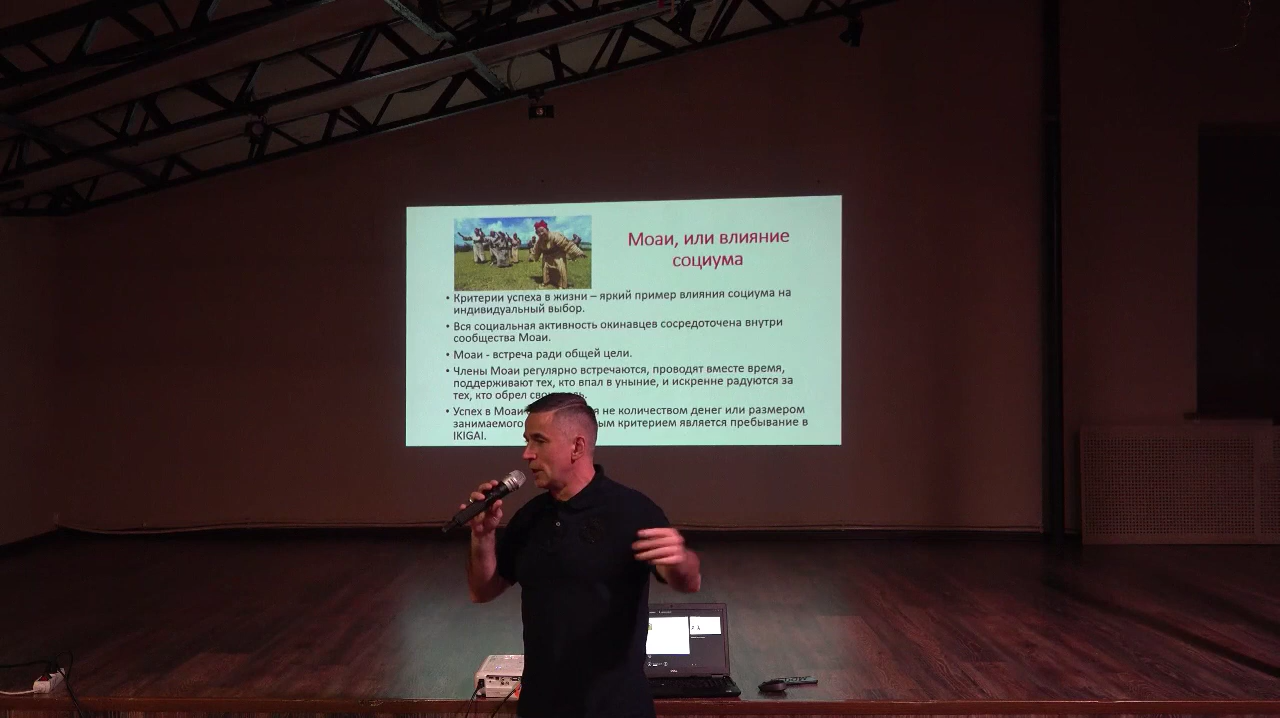 Моаи, или влияние
социума
• Критерии успеха в жизни – яркий пример влияния социума на
индивидуальный выбор.
• Вся социальная активность окинавцев сосредоточена внутри
сообщества Моаи.
• Моаи - встреча ради общей цели.
• Члены Моаи регулярно встречаются, проводят вместе время,
поддерживают тех, кто впал в уныние, и искренне радуются за
тех, кто обрел
• Успех в Моаи не количеством денег или размером
занимаемого критерием является пребывание в
IKIGAI.